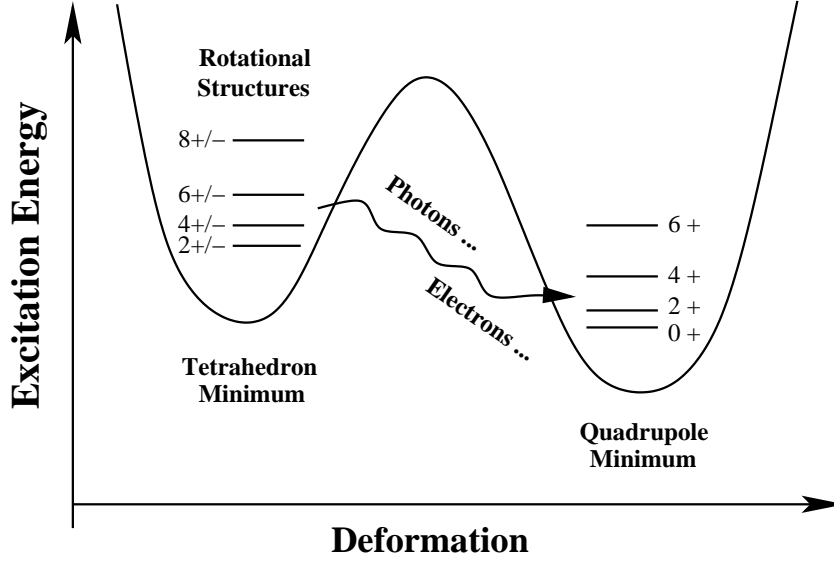 Rotational
Structures
8+/−
6+/−
4+/−
2+/−
Photons ...
Electrons ...
6 +
4 +
2 +
0 +
Tetrahedron
Minimum
Quadrupole
Minimum
Excitation Energy
Deformation